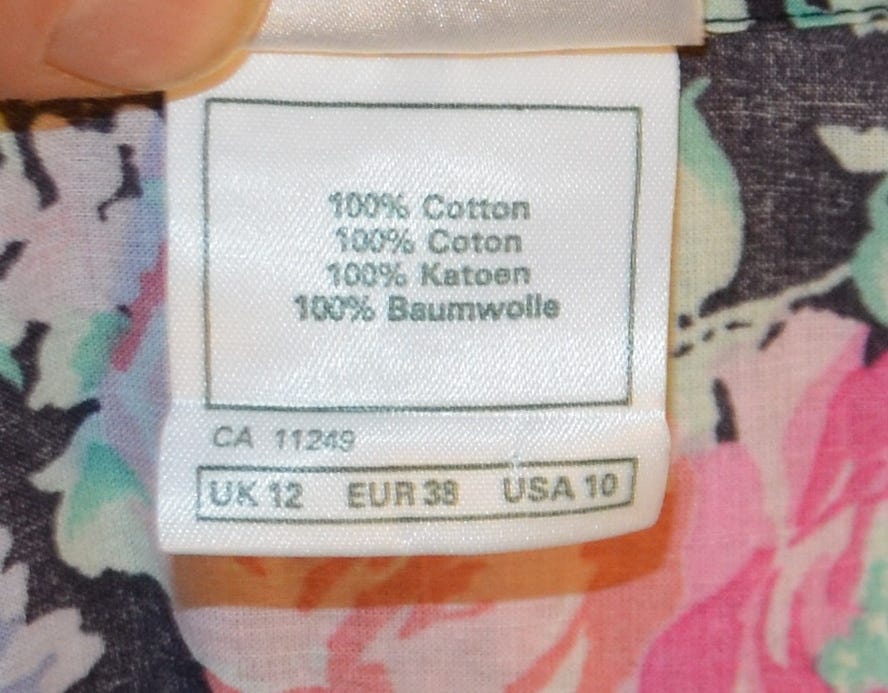 100% Cotton
100% Coton
100% Katoen
100% Baumwolle
CA 11249
UK 12 EUR 38 USA 10